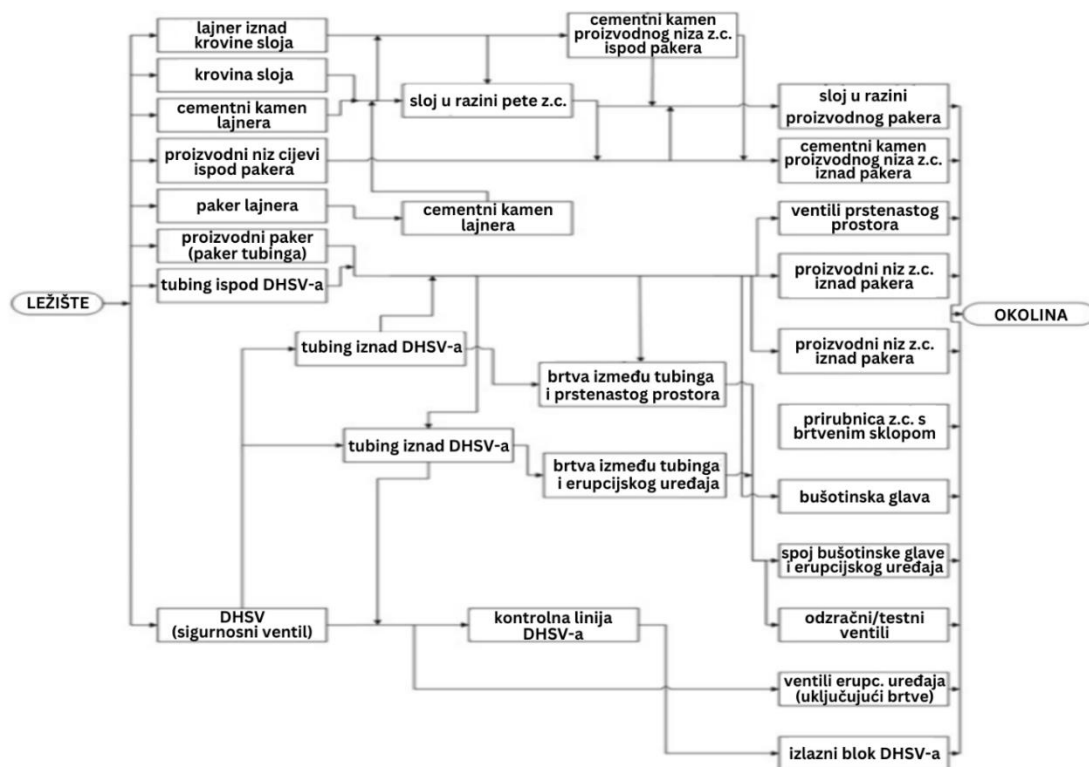 lajner iznad
krovine sloja
krovina sloja
cementni kamen
lajnera
proizvodni niz cijevi
ispod pakera
paker lajnera
proizvodni paker
(paker tubinga)
tubing ispod DHSV-a
LEŽIŠTE
DHSV
(sigurnosni ventil)
cementni kamen
proizvodnog niza z.c.
ispod pakera
sloj u razini pete z.c.
cementni kamen
lajnera
tubing iznad DHSV-a
brtva između tubinga
i prstenastog prostora
tubing iznad DHSV-a
brtva između tubinga
i erupcijskog uređaja
kontrolna linija
DHSV-a
sloj u razini
proizvodnog pakera
cementni kamen
proizvodnog niza z.c.
iznad pakera
ventili prstenastog
prostora
proizvodni niz z.c.
iznad pakera
proizvodni niz z.c.
iznad pakera
prirubnica z.c. s
brtvenim sklopom
bušotinska glava
spoj bušotinske glave
i erupcijskog uređaja
odzračni/testni
ventili
ventili erupc. uređaja
(uključujući brtve)
izlazni blok DHSV-a
OKOLINA